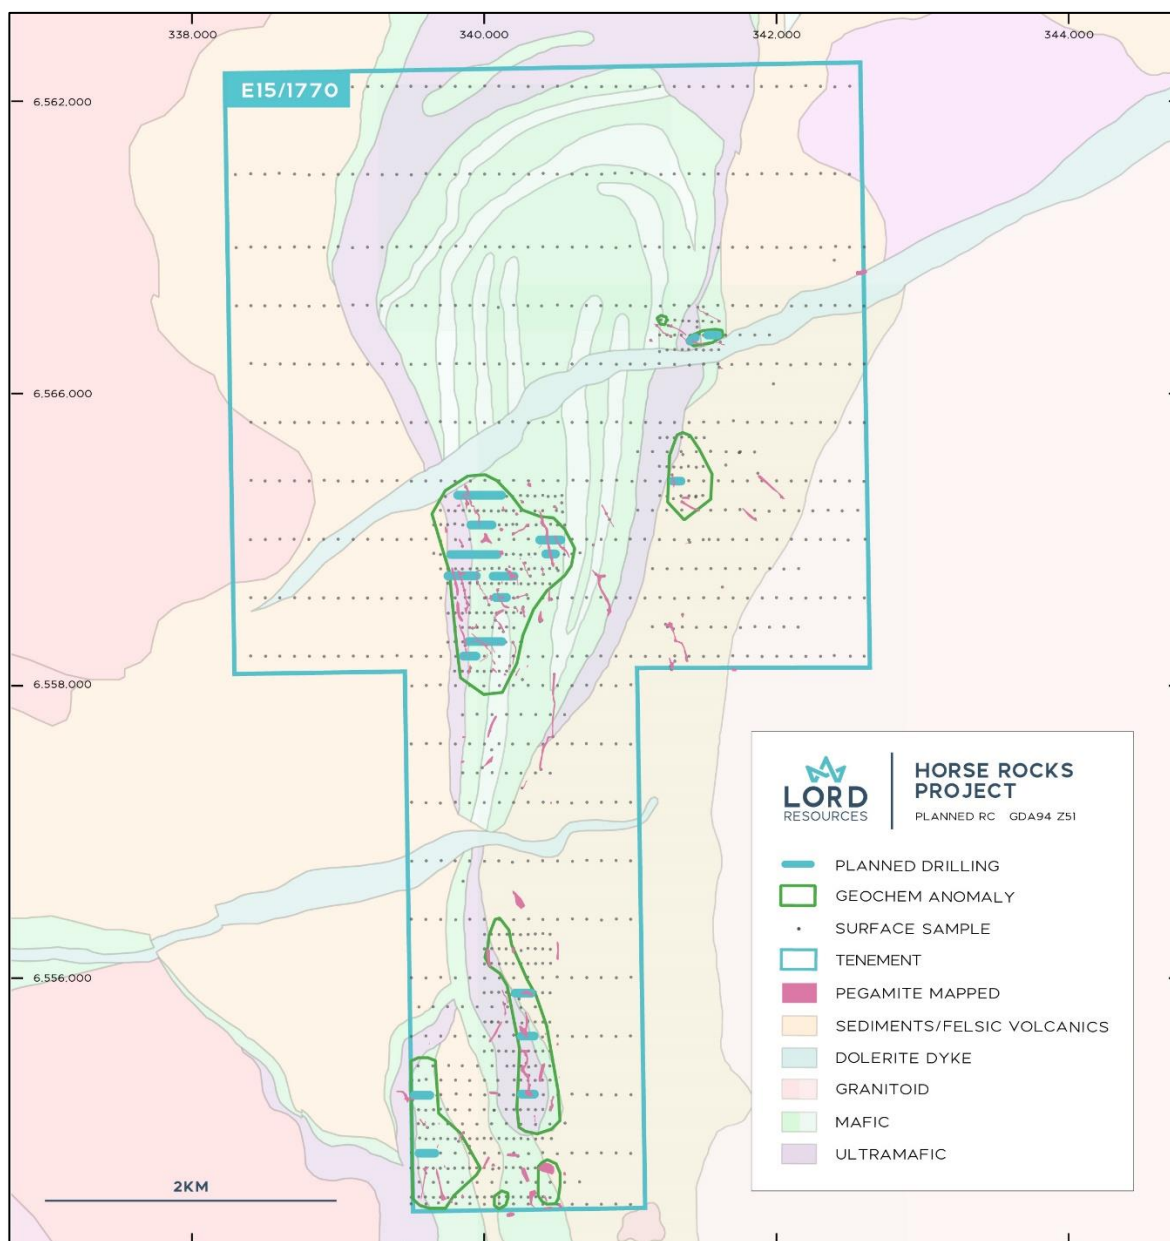 338.000 340.000 342.000 344.000
E15/1770
6,562.000
6,566.000
6,558.000
6,556.000
2KM
LORD
RESOURCES
HORSE ROCKS
PROJECT
PLANNED RC GDA94 Z51
PLANNED DRILLING
GEOCHEM ANOMALY
SURFACE SAMPLE
TENEMENT
PEGAMITE MAPPED
SEDIMENTS/FELSIC VOLCANICS
DOLERITE DYKE
GRANITOID
MAFIC
ULTRAMAFIC